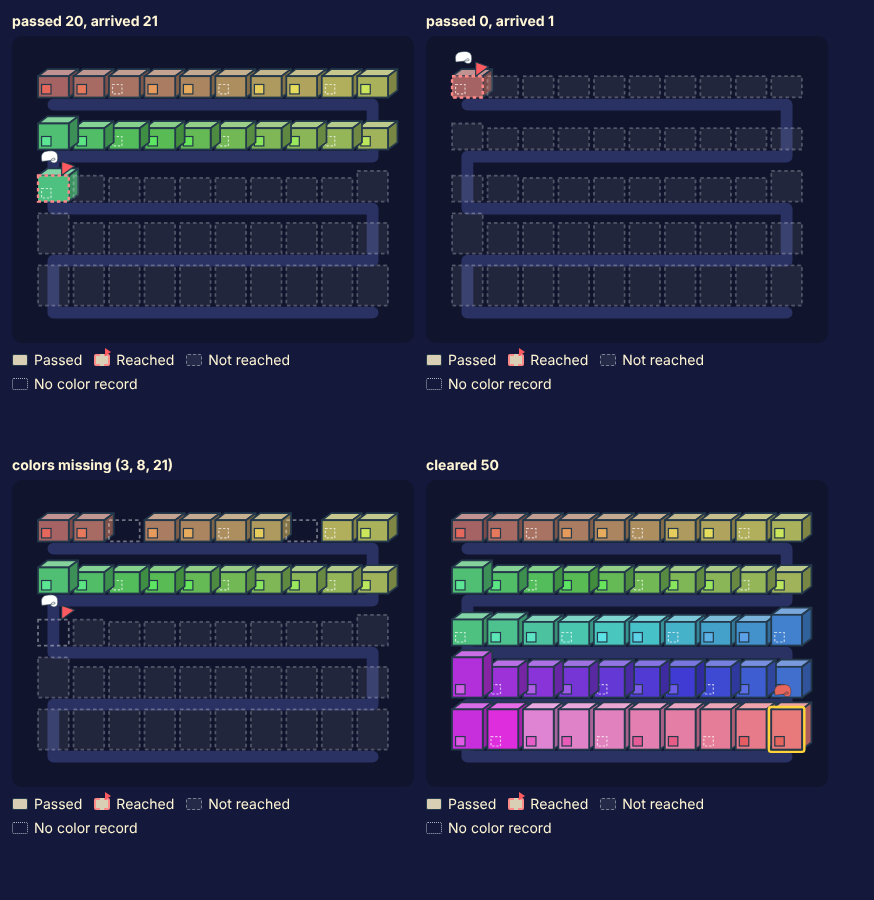 passed 20, arrived 21
passed 0, arrived 1
Passed Reached Not reached
No color record
Passed Reached Not reached
No color record
colors missing (3, 8, 21)
cleared 50
Passed Reached Not reached
No color record
Passed Reached Not reached
No color record